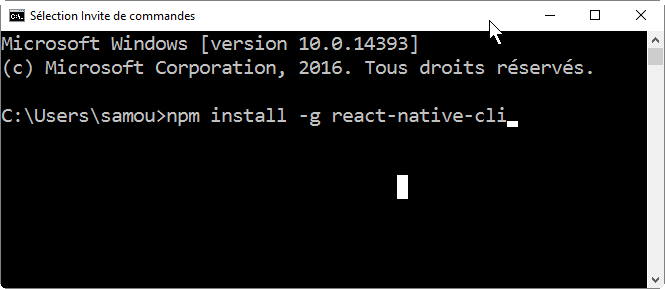 Sélection Invite de commandes
Microsoft Windows [version 10.0.14393]
(c) Microsoft Corporation, 2016. Tous droits réservés.
C:\Users\samou>npm install -g react-native-cli